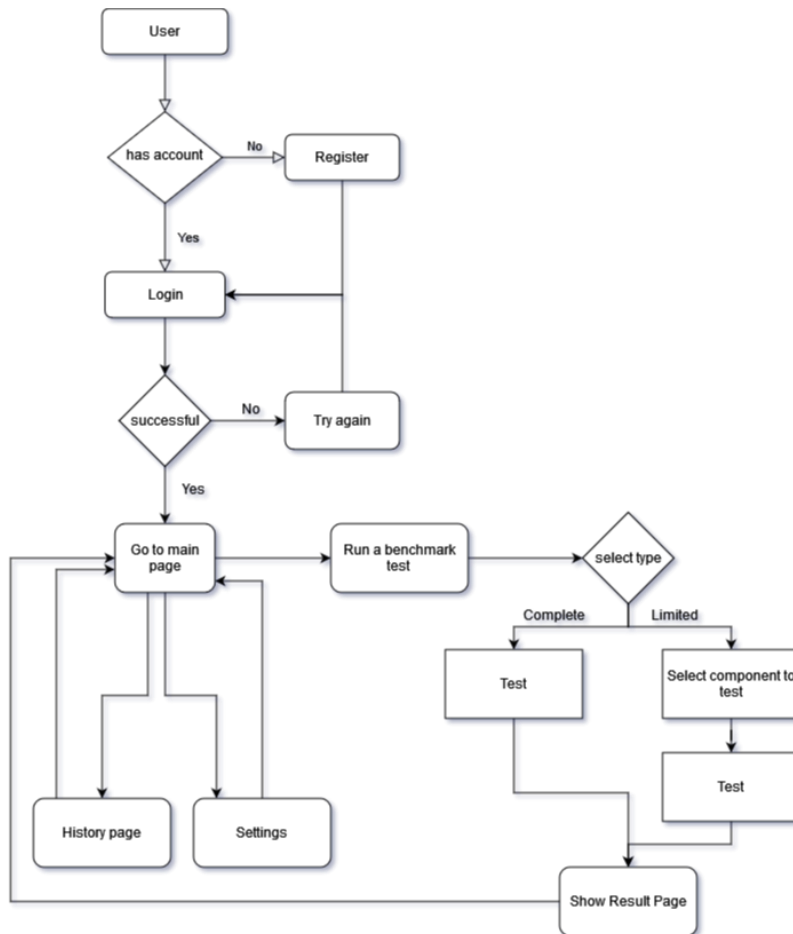 User
has account
No
Register
Yes
Login
successful
No
Try again
Yes
Go to main
page
Run a benchmark
test
select type
Complete
Limited
Test
Select component to
test
Test
History page
Settings
Show Result Page